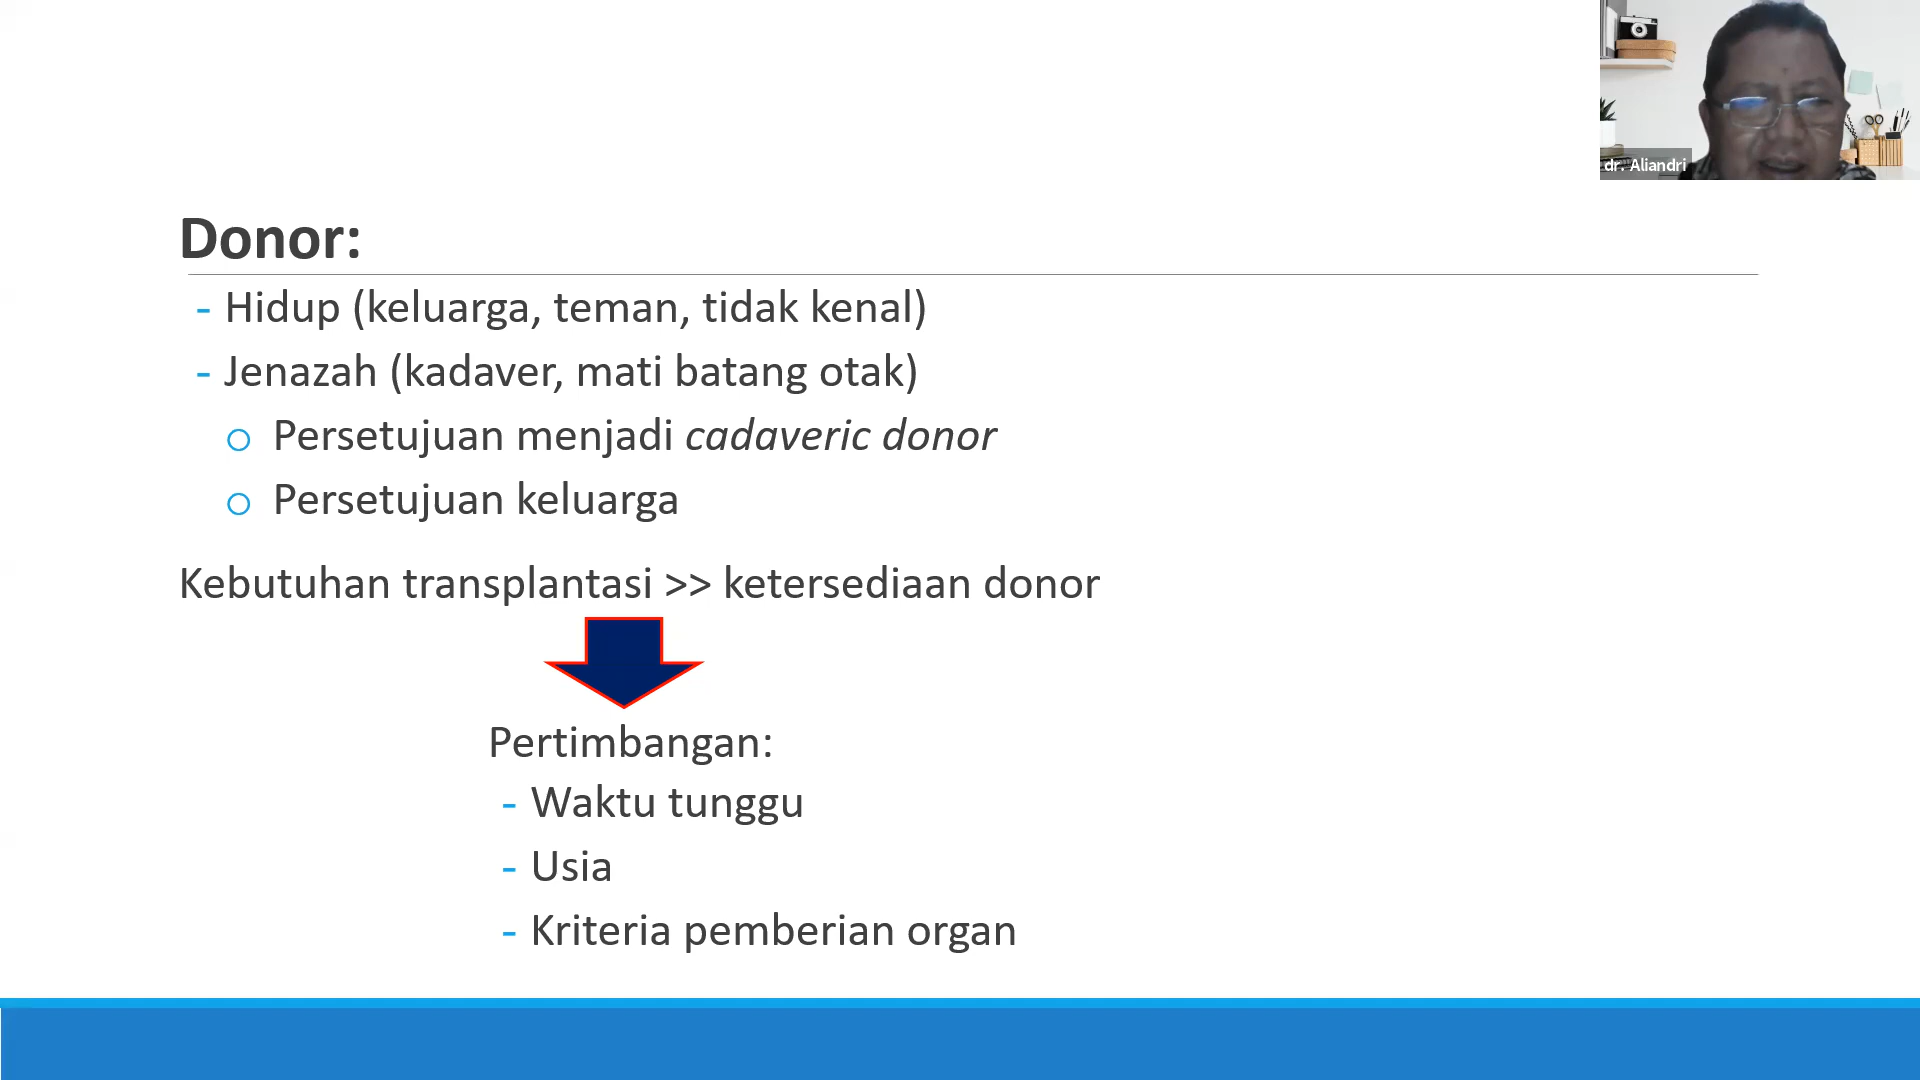 dr. Aliandri
Donor:
- Hidup (keluarga, teman, tidak kenal)
- Jenazah (kadaver, mati batang otak)
o Persetujuan menjadi cadaveric donor
o Persetujuan keluarga
Kebutuhan transplantasi >> ketersediaan donor
Pertimbangan:
- Waktu tunggu
- Usia
- Kriteria pemberian organ